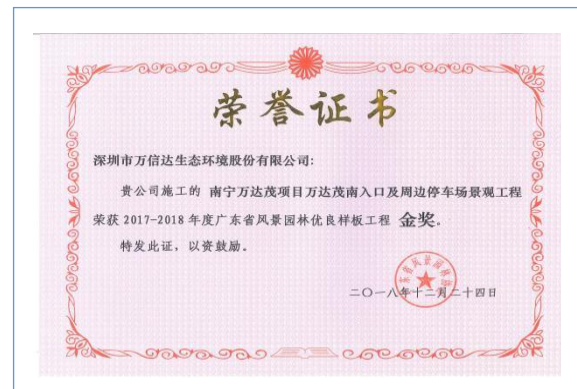 荣誉证书
深圳市万信达生态环境股份有限公司:
贵公司施工的 南宁万达茂项目万达茂南入口及周边停车场景观工程
荣获 2017-2018 年度广东省风景园林优良样板工程 金奖。
特发此证，以资鼓励。
二〇一八年十二月二十四日